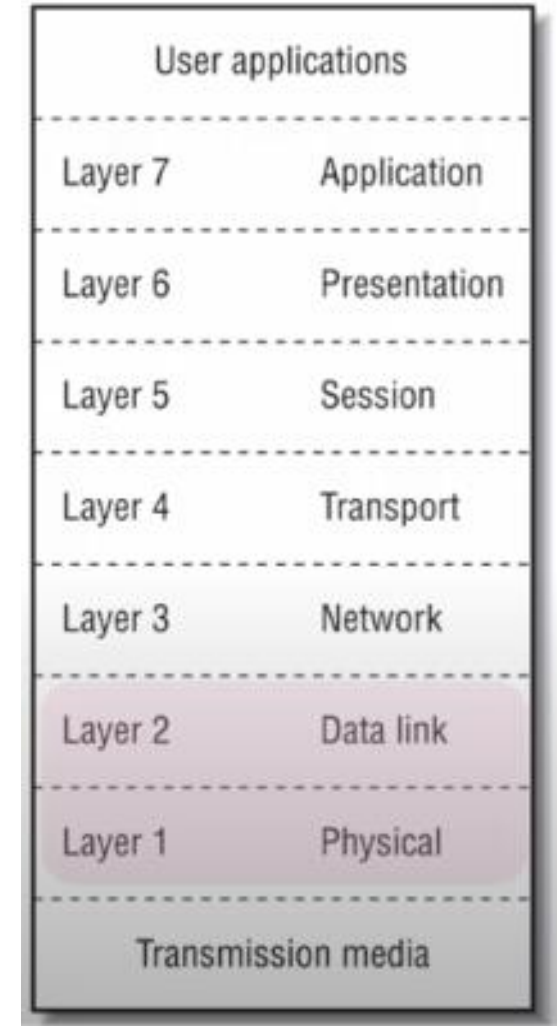 User applications
Layer 7 Application
Layer 6 Presentation
Layer 5 Session
Layer 4 Transport
Layer 3 Network
Layer 2 Data link
Layer 1 Physical
Transmission media